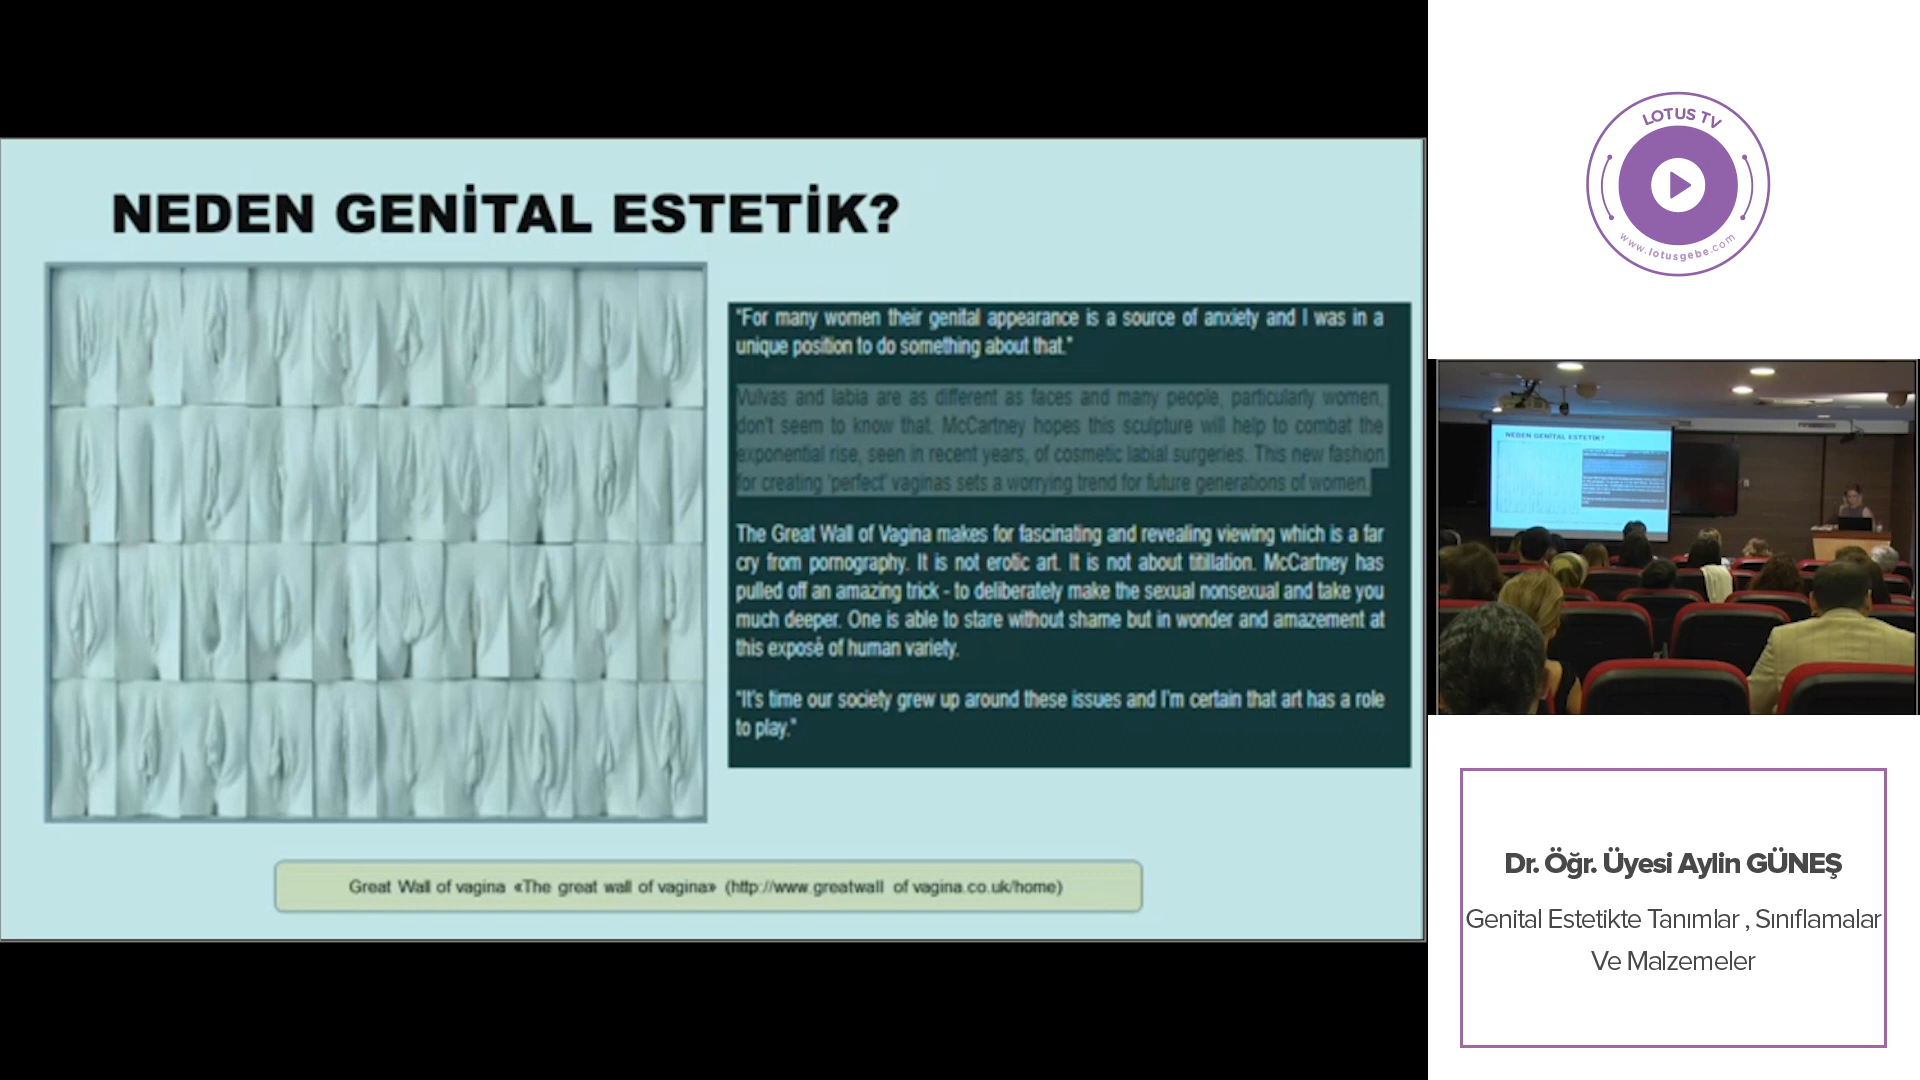 NEDEN GENİTAL ESTETİK?
"For many women their genital appearance is a source of anxiety and I was in a
unique position to do something about that."
Vulvas and labia are as different as faces and many people, particularly women,
don't seem to know that. McCartney hopes this sculpture will help to combat the
exponential rise, seen in recent years, of cosmetic labial surgeries. This new fashion
for creating 'perfect' vaginas sets a worrying trend for future generations of women.
The Great Wall of Vagina makes for fascinating and revealing viewing which is a far
cry from pornography. It is not erotic art. It is not about titillation. McCartney has
pulled off an amazing trick - to deliberately make the sexual nonsexual and take you
much deeper. One is able to stare without shame but in wonder and amazement at
this exposé of human variety.
"It's time our society grew up around these issues and I'm certain that art has a role
to play."
Great Wall of vagina «The great wall of vagina» (http://www.greatwall of vagina.co.uk/home)
LOTUS TV
www.lotusgebe.com
NEDEN GENİTAL ESTETİK?
Dr. Öğr. Üyesi Aylin GÜNEŞ
Genital Estetikte Tanımlar , Sınıflamalar
Ve Malzemeler